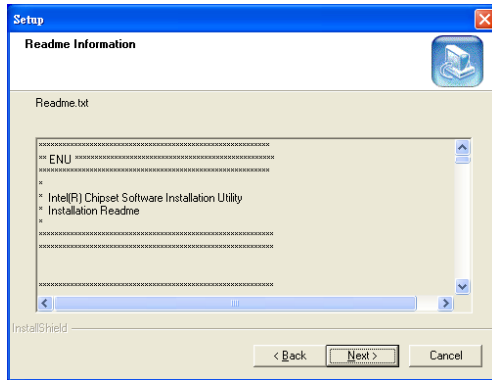 Setup
Readme Information
Readme.txt
************************************************************
** ENU ****************************************************
************************************************************
*
* Intel(R) Chipset Software Installation Utility
* Installation Readme
*
************************************************************
************************************************************
************************************************************
InstallShield
< Back
Next >
Cancel